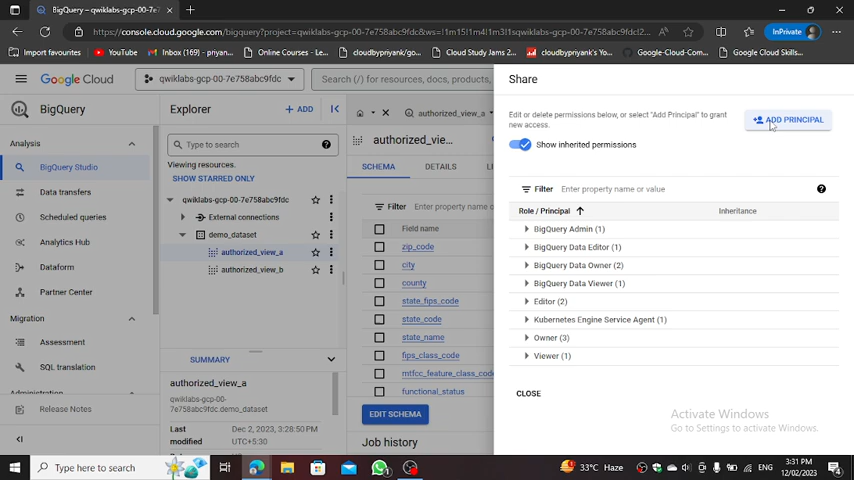 BigQuery – qwiklabs-gcp-00-7e7
https://console.cloud.google.com/bigquery?project=qwiklabs-gcp-00-7e758abc9fdc&ws=!1m15!1m4!1m3!1sqwiklabs-gcp-00-7e758abc9fdc!2...
InPrivate
Import favourites
YouTube
Inbox (169) - priyan...
Online Courses - Le...
cloudbypriyank/go...
Cloud Study Jams 2...
cloudbypriyank's Yo...
Google-Cloud-Com...
Google Cloud Skills...
Google Cloud
qwiklabs-gcp-00-7e758abc9fdc
Search (/) for resources, docs, products,
Share
BigQuery
Explorer
+ ADD
authorized_view_a
Edit or delete permissions below, or select "Add Principal" to grant
new access.
ADD PRINCIPAL
Analysis
Type to search
authorized_vie...
Show inherited permissions
BigQuery Studio
Viewing resources.
SHOW STARRED ONLY
SCHEMA
DETAILS
LI
Data transfers
qwiklabs-gcp-00-7e758abc9fdc
Filter Enter property name or value
Scheduled queries
External connections
Filter Enter proper
Role / Principal
Inheritance
Analytics Hub
demo_dataset
Field name
BigQuery Admin (1)
Dataform
authorized_view_a
zip_code
BigQuery Data Editor (1)
Partner Center
authorized_view_b
city
BigQuery Data Owner (2)
county
BigQuery Data Viewer (1)
Migration
state_fips_code
Editor (2)
Assessment
state_code
Kubernetes Engine Service Agent (1)
SQL translation
state_name
Owner (3)
Administration
SUMMARY
fips_class_code
Viewer (1)
Release Notes
authorized_view_a
mtfcc_feature_class_code
qwiklabs-gcp-00-
7e758abc9fdc.demo_dataset
functional_status
CLOSE
Last
modified
Dec 2, 2023, 3:28:50 PM
UTC+5:30
EDIT SCHEMA
Job history
Activate Windows
Go to Settings to activate Windows.
Type here to search
33°C Haze
ENG
3:31 PM
12/02/2023
4